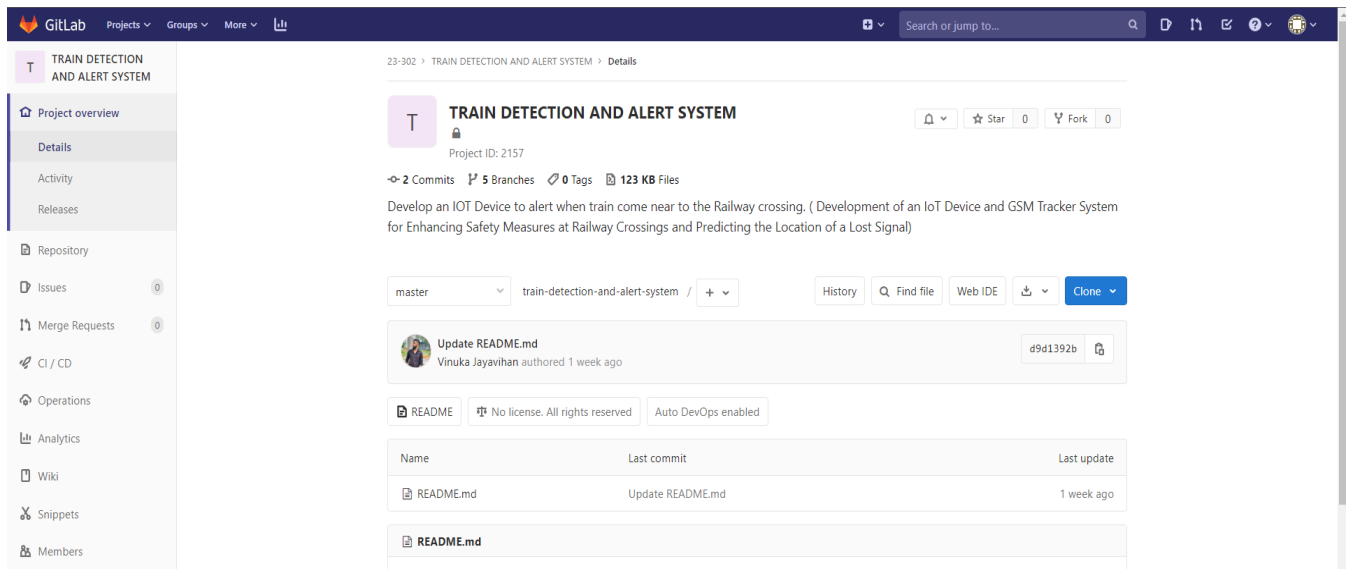 GitLab Projects Groups More Search or jump to...
TRAIN DETECTION
AND ALERT SYSTEM
T
Project overview
Details
Activity
Releases
Repository
Issues 0
Merge Requests 0
CI / CD
Operations
Analytics
Wiki
Snippets
Members
23-302 > TRAIN DETECTION AND ALERT SYSTEM > Details
T
TRAIN DETECTION AND ALERT SYSTEM
Project ID: 2157
Star 0 Fork 0
2 Commits 5 Branches 0 Tags 123 KB Files
Develop an IOT Device to alert when train come near to the Railway crossing. ( Development of an IoT Device and GSM Tracker System
for Enhancing Safety Measures at Railway Crossings and Predicting the Location of a Lost Signal)
master train-detection-and-alert-system / + History Find file Web IDE Clone
Update README.md
Vinuka Jayavihan authored 1 week ago
d9d1392b
README No license. All rights reserved Auto DevOps enabled
Name Last commit Last update
README.md Update README.md 1 week ago
README.md